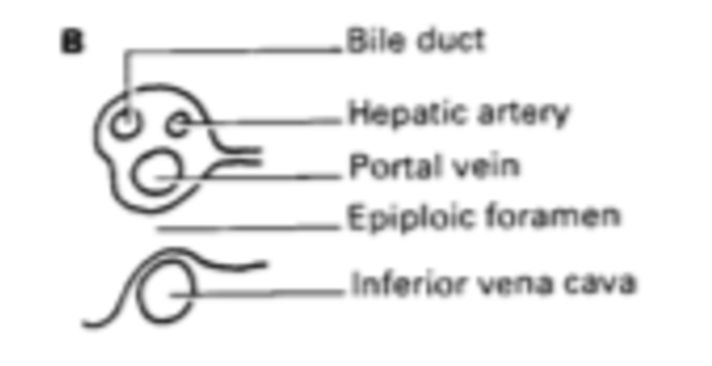 B
Bile duct
Hepatic artery
Portal vein
Epiploic foramen
Inferior vena cava